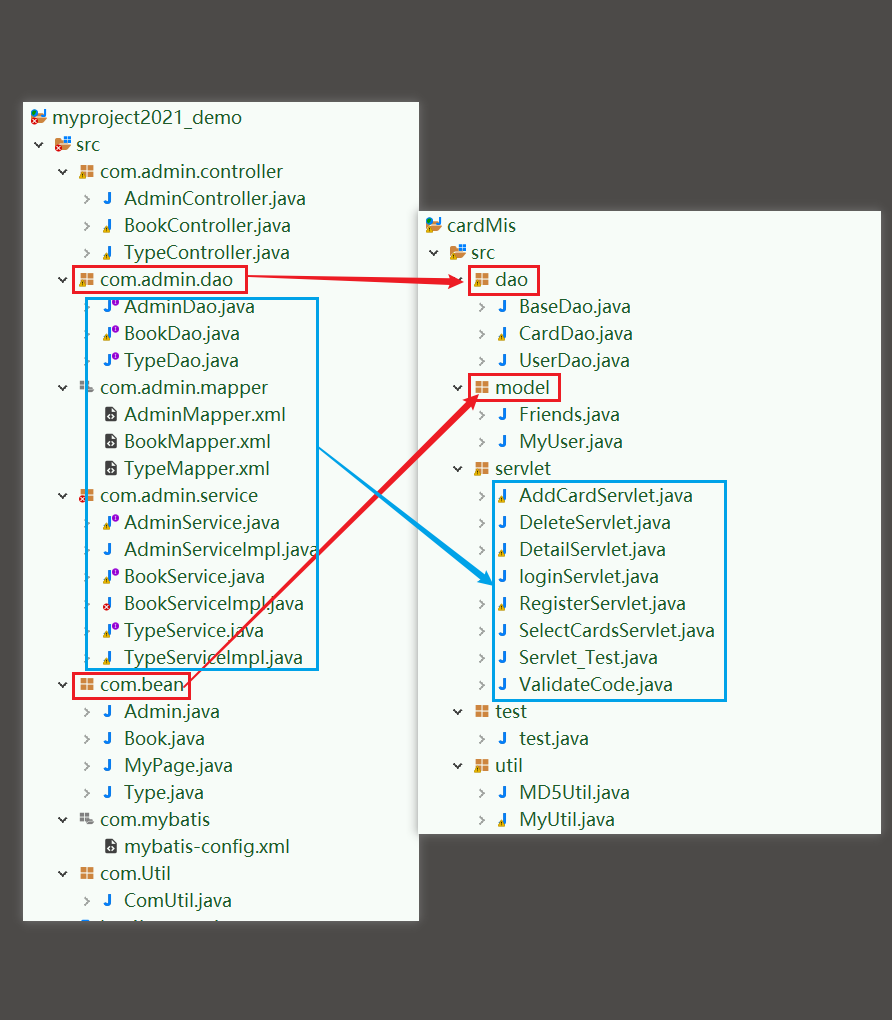 myproject2021_demo
src
com.admin.controller
AdminController.java
BookController.java
TypeController.java
com.admin.dao
AdminDao.java
BookDao.java
TypeDao.java
com.admin.mapper
AdminMapper.xml
BookMapper.xml
TypeMapper.xml
com.admin.service
AdminService.java
AdminServiceImpl.java
BookService.java
BookServiceImpl.java
TypeService.java
TypeServiceImpl.java
com.bean
Admin.java
Book.java
MyPage.java
Type.java
com.mybatis
mybatis-config.xml
com.Util
ComUtil.java
cardMis
src
dao
BaseDao.java
CardDao.java
UserDao.java
model
Friends.java
MyUser.java
servlet
AddCardServlet.java
DeleteServlet.java
DetailServlet.java
loginServlet.java
RegisterServlet.java
SelectCardsServlet.java
Servlet_Test.java
ValidateCode.java
test
test.java
util
MD5Util.java
MyUtil.java